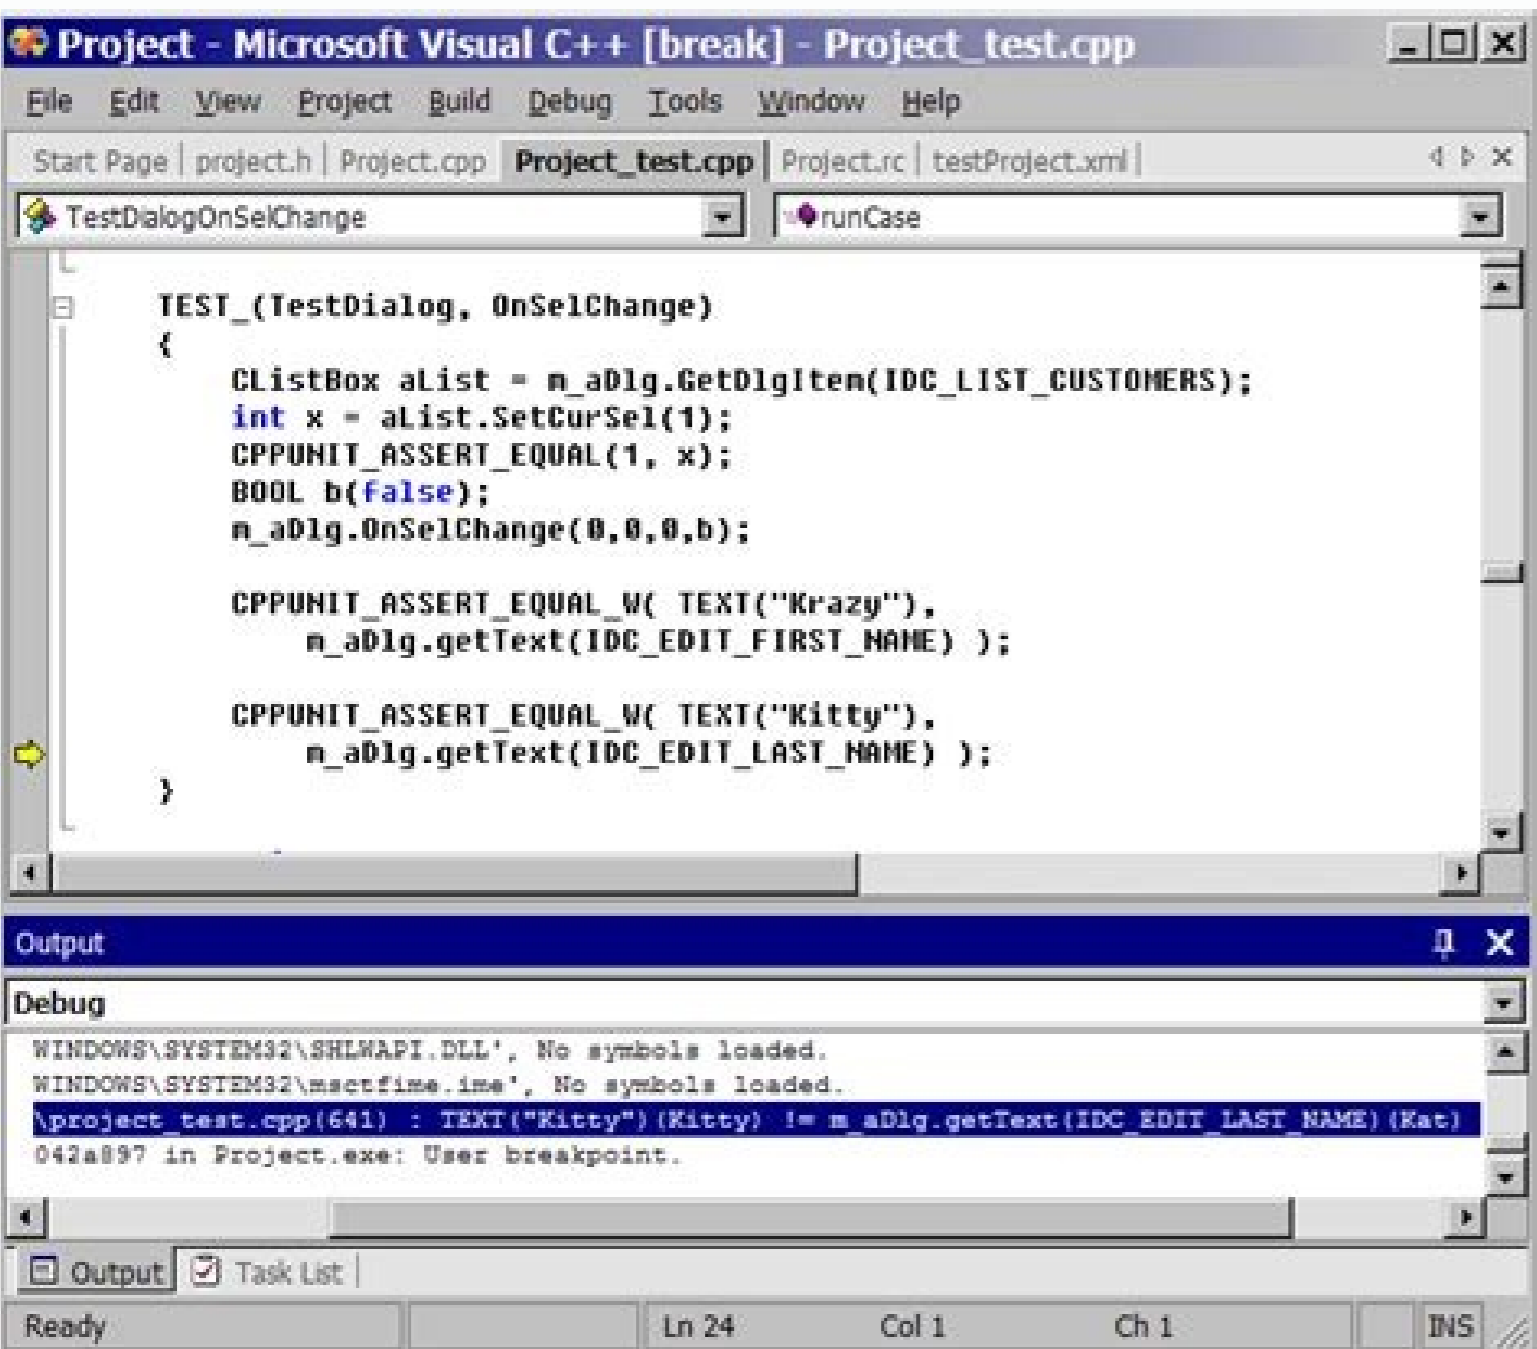 Project - Microsoft Visual C++ [break] - Project_test.cpp
File Edit View Project Build Debug Tools Window Help
Start Page project.h Project.cpp Project_test.cpp Project.rc testProject.xml
TestDialogOnSelChange runCase
TEST_(TestDialog, OnSelChange)
{
CListBox aList = m_aDlg.GetDlgItem(IDC_LIST_CUSTOMERS);
int x = aList.SetCurSel(1);
CPPUNIT_ASSERT_EQUAL(1, x);
BOOL b(false);
m_aDlg.OnSelChange(0,0,0,b);
CPPUNIT_ASSERT_EQUAL_W( TEXT("Krazy"),
m_aDlg.getText(IDC_EDIT_FIRST_NAME) );
CPPUNIT_ASSERT_EQUAL_W( TEXT("Kitty"),
m_aDlg.getText(IDC_EDIT_LAST_NAME) );
}
Output
Debug
WINDOWS\SYSTEM32\SHLWAPI.DLL', No symbols loaded.
WINDOWS\SYSTEM32\msctfime.ime', No symbols loaded.
\project_test.cpp(641) : TEXT("Kitty")(Kitty) != m_aDlg.getText(IDC_EDIT_LAST_NAME)(Kat)
042a897 in Project.exe: User breakpoint.
Output Task List
Ready Ln 24 Col 1 Ch 1 INS